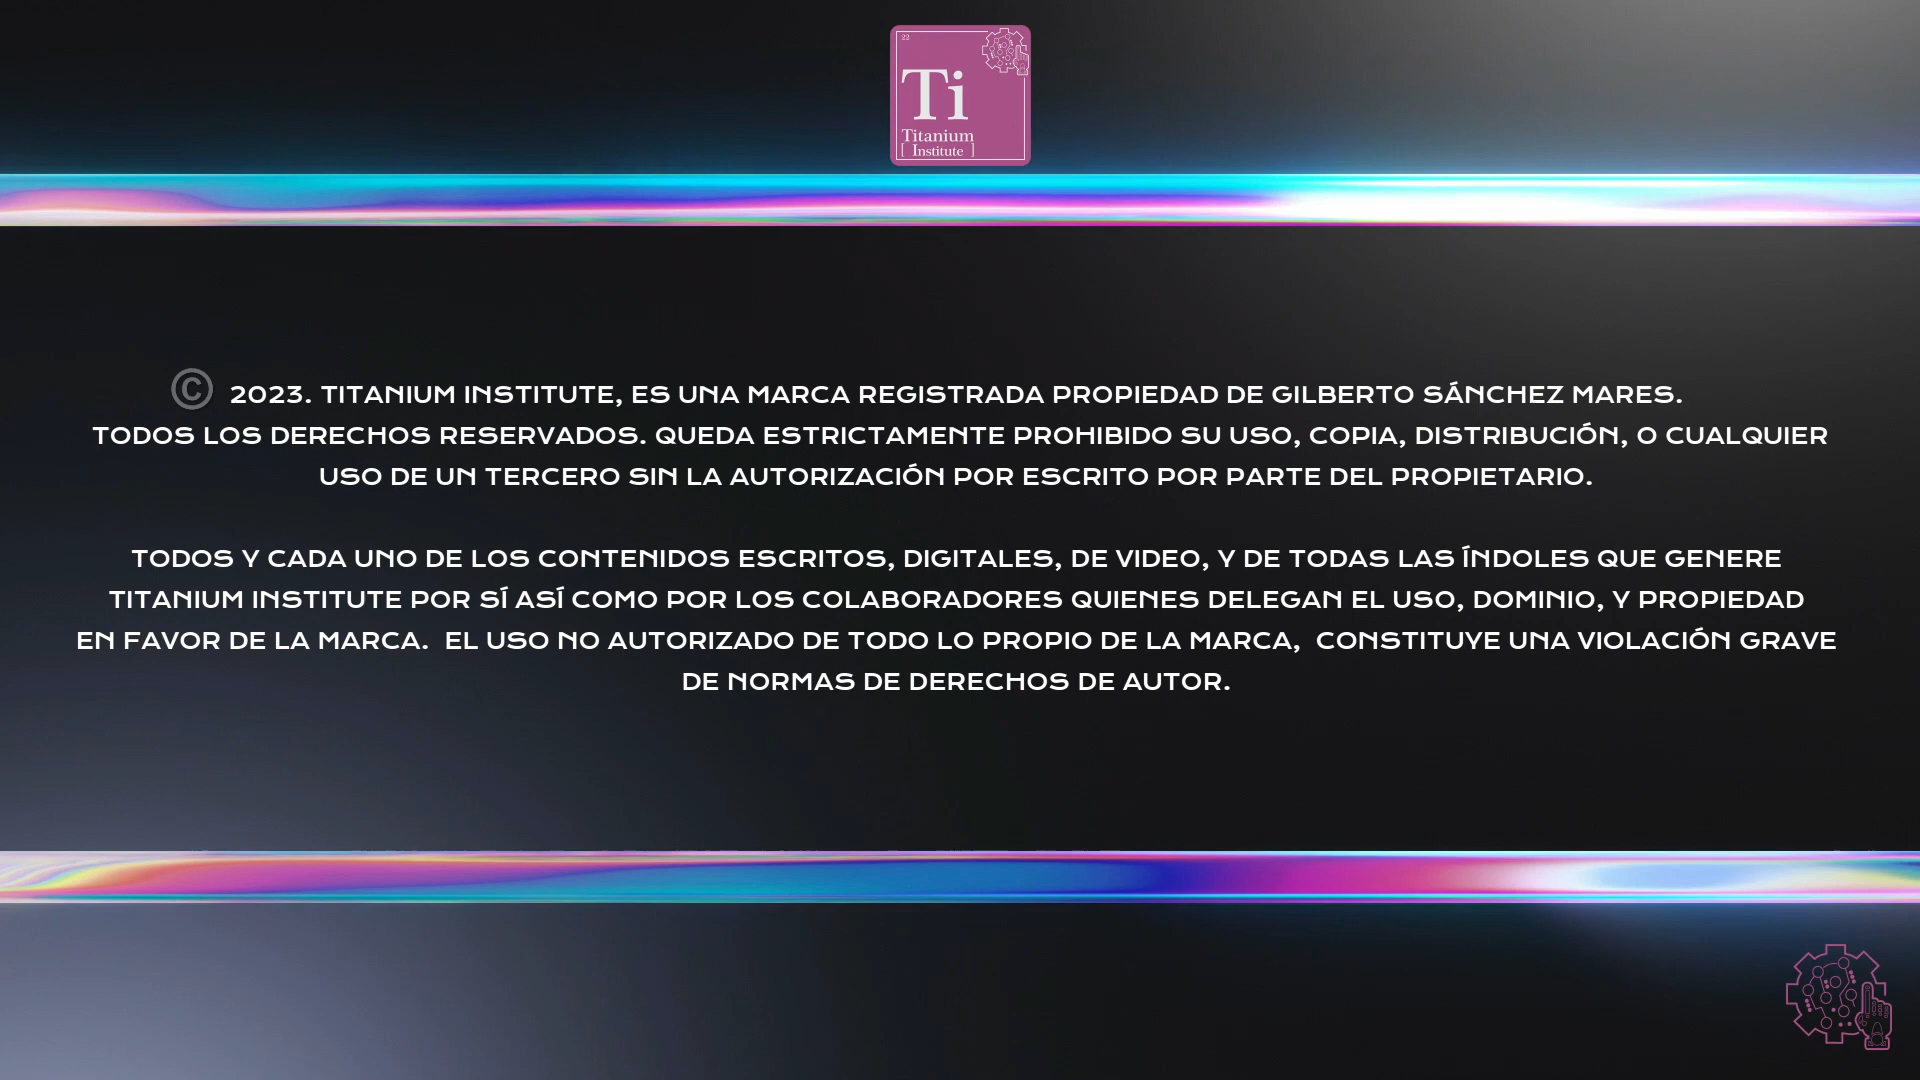 22
Ti
Titanium
[ Institute ]
© 2023. TITANIUM INSTITUTE, ES UNA MARCA REGISTRADA PROPIEDAD DE GILBERTO SÁNCHEZ MARES.
TODOS LOS DERECHOS RESERVADOS. QUEDA ESTRICTAMENTE PROHIBIDO SU USO, COPIA, DISTRIBUCIÓN, O CUALQUIER
USO DE UN TERCERO SIN LA AUTORIZACIÓN POR ESCRITO POR PARTE DEL PROPIETARIO.
TODOS Y CADA UNO DE LOS CONTENIDOS ESCRITOS, DIGITALES, DE VIDEO, Y DE TODAS LAS ÍNDOLES QUE GENERE
TITANIUM INSTITUTE POR SÍ ASÍ COMO POR LOS COLABORADORES QUIENES DELEGAN EL USO, DOMINIO, Y PROPIEDAD
EN FAVOR DE LA MARCA. EL USO NO AUTORIZADO DE TODO LO PROPIO DE LA MARCA, CONSTITUYE UNA VIOLACIÓN GRAVE
DE NORMAS DE DERECHOS DE AUTOR.